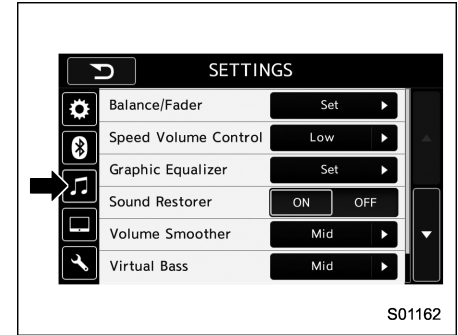 SETTINGS
Balance/Fader Set
Speed Volume Control Low
Graphic Equalizer Set
Sound Restorer ON OFF
Volume Smoother Mid
Virtual Bass Mid
S01162